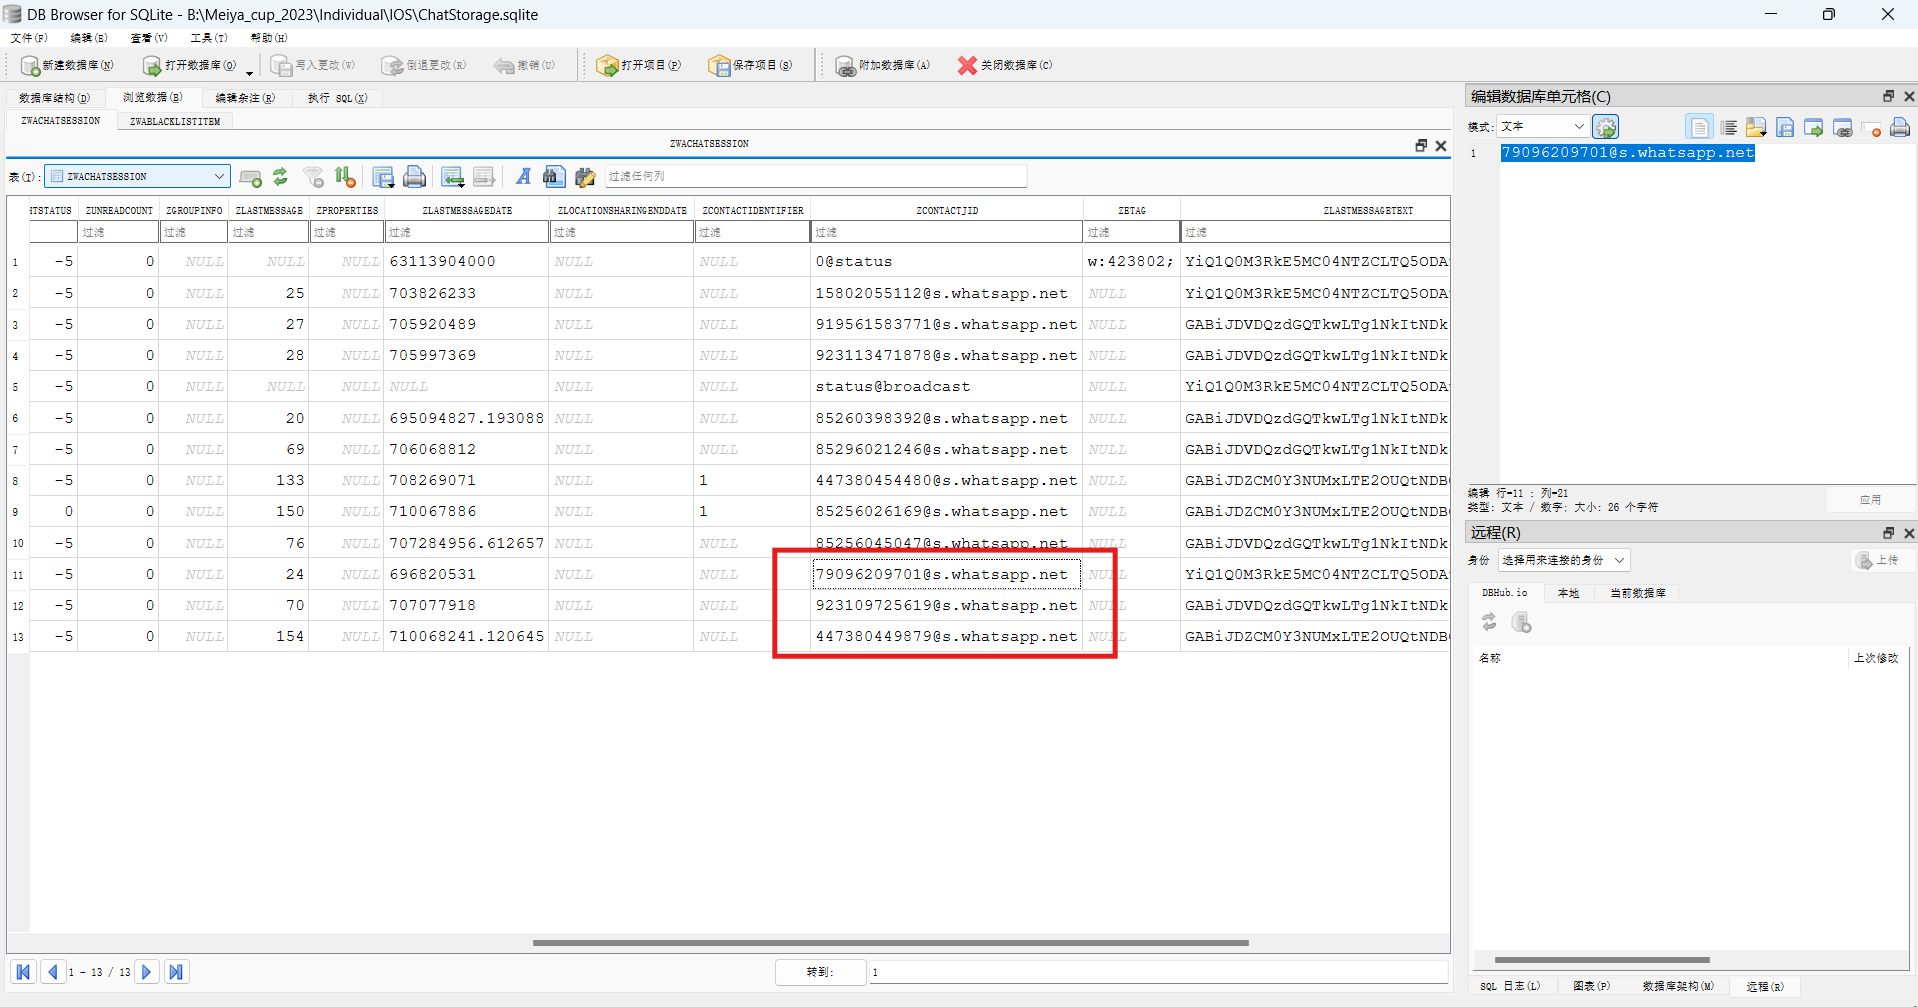 DB Browser for SQLite - B:\Meiya_cup_2023\Individual\IOS\ChatStorage.sqlite
文件(F) 编辑(E) 查看(V) 工具(T) 帮助(H)
新建数据库(N) 打开数据库(O) 写入更改(W) 倒退更改(R) 撤销(U) 打开项目(P) 保存项目(S) 附加数据库(A) 关闭数据库(C)
数据库结构(D) 浏览数据(B) 编辑杂注(R) 执行 SQL(X)
ZWACHATSESSION ZWABLACKLISTITEM
ZWACHATSESSION
表(T): ZWACHATSESSION 过滤任何列
ZUNREADCOUNT ZGROUPINFO ZLASTMESSAGE ZPROPERTIES ZLASTMESSAGEDATE ZLOCATIONSHARINGENDDATE ZCONTACTIDENTIFIER ZCONTACTJID ZETAG ZLASTMESSAGETEXT
过滤 过滤 过滤 过滤 过滤 过滤 过滤 过滤 过滤 过滤
1 -5 0 NULL NULL NULL 63113904000 NULL NULL 0@status w:423802; YiQ1Q0M3RkE5MC04NTZCLTQ5ODA
2 -5 0 NULL 25 NULL 703826233 NULL NULL 15802055112@s.whatsapp.net NULL YiQ1Q0M3RkE5MC04NTZCLTQ5ODA
3 -5 0 NULL 27 NULL 705920489 NULL NULL 919561583771@s.whatsapp.net NULL GABiJDVDQzdGQTkwLTg1NkItNDk
4 -5 0 NULL 28 NULL 705997369 NULL NULL 923113471878@s.whatsapp.net NULL GABiJDVDQzdGQTkwLTg1NkItNDk
5 -5 0 NULL NULL NULL NULL NULL NULL status@broadcast NULL YiQ1Q0M3RkE5MC04NTZCLTQ5ODA
6 -5 0 NULL 20 NULL 695094827.193088 NULL NULL 85260398392@s.whatsapp.net NULL GABiJDVDQzdGQTkwLTg1NkItNDk
7 -5 0 NULL 69 NULL 706068812 NULL NULL 85296021246@s.whatsapp.net NULL GABiJDVDQzdGQTkwLTg1NkItNDk
8 -5 0 NULL 133 NULL 708269071 NULL 1 447380454480@s.whatsapp.net NULL GABiJDZCM0Y3NUMxLTE2OUQtNDB
9 0 0 NULL 150 NULL 710067886 NULL 1 85256026169@s.whatsapp.net NULL GABiJDZCM0Y3NUMxLTE2OUQtNDB
10 -5 0 NULL 76 NULL 707284956.612657 NULL NULL 85256045047@s.whatsapp.net NULL GABiJDVDQzdGQTkwLTg1NkItNDk
11 -5 0 NULL 24 NULL 696820531 NULL NULL 79096209701@s.whatsapp.net NULL YiQ1Q0M3RkE5MC04NTZCLTQ5ODA
12 -5 0 NULL 70 NULL 707077918 NULL NULL 923109725619@s.whatsapp.net NULL GABiJDVDQzdGQTkwLTg1NkItNDk
13 -5 0 NULL 154 NULL 710068241.120645 NULL NULL 447380449879@s.whatsapp.net NULL GABiJDZCM0Y3NUMxLTE2OUQtNDB
1 - 13 / 13 转到: 1
编辑数据库单元格(C)
模式: 文本
1 79096209701@s.whatsapp.net
编辑 行=11 : 列=21
类型: 文本 / 数字; 大小: 26 个字符 应用
远程(R)
身份 选择用来连接的身份 上传
DBHub.io 本地 当前数据库
名称 上次修改
SQL 日志(L) 图表(P) 数据库架构(M) 远程(R)